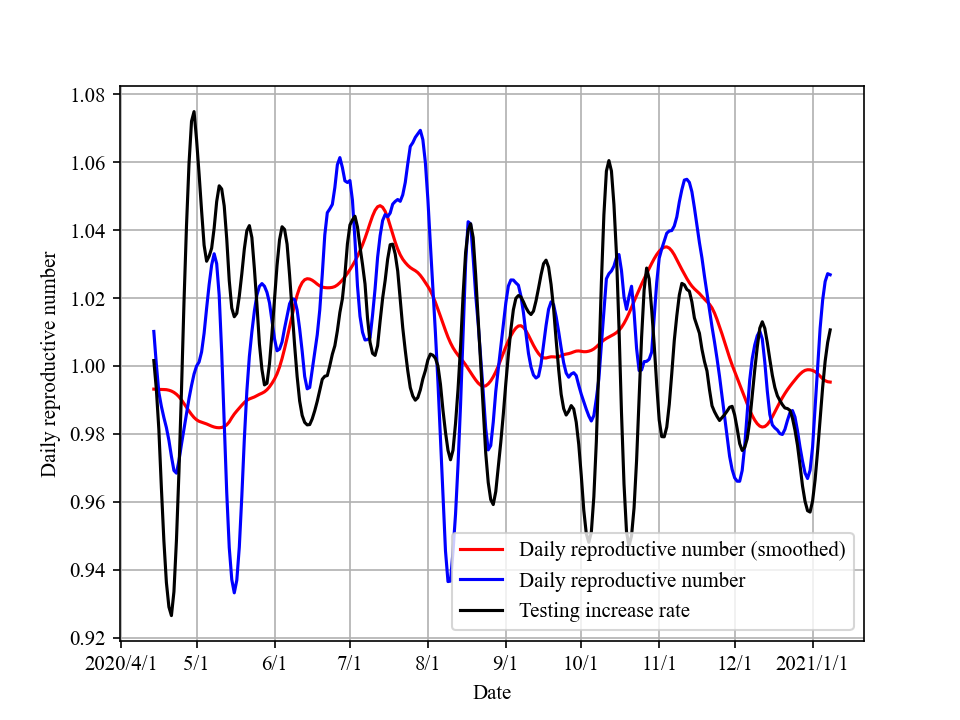 1.08
1.06
1.04
1.02
1.00
0.98
0.96
0.94
0.92
Daily reproductive number
Daily reproductive number (smoothed)
Daily reproductive number
Testing increase rate
2020/4/1 5/1 6/1 7/1 8/1 9/1 10/1 11/1 12/1 2021/1/1
Date